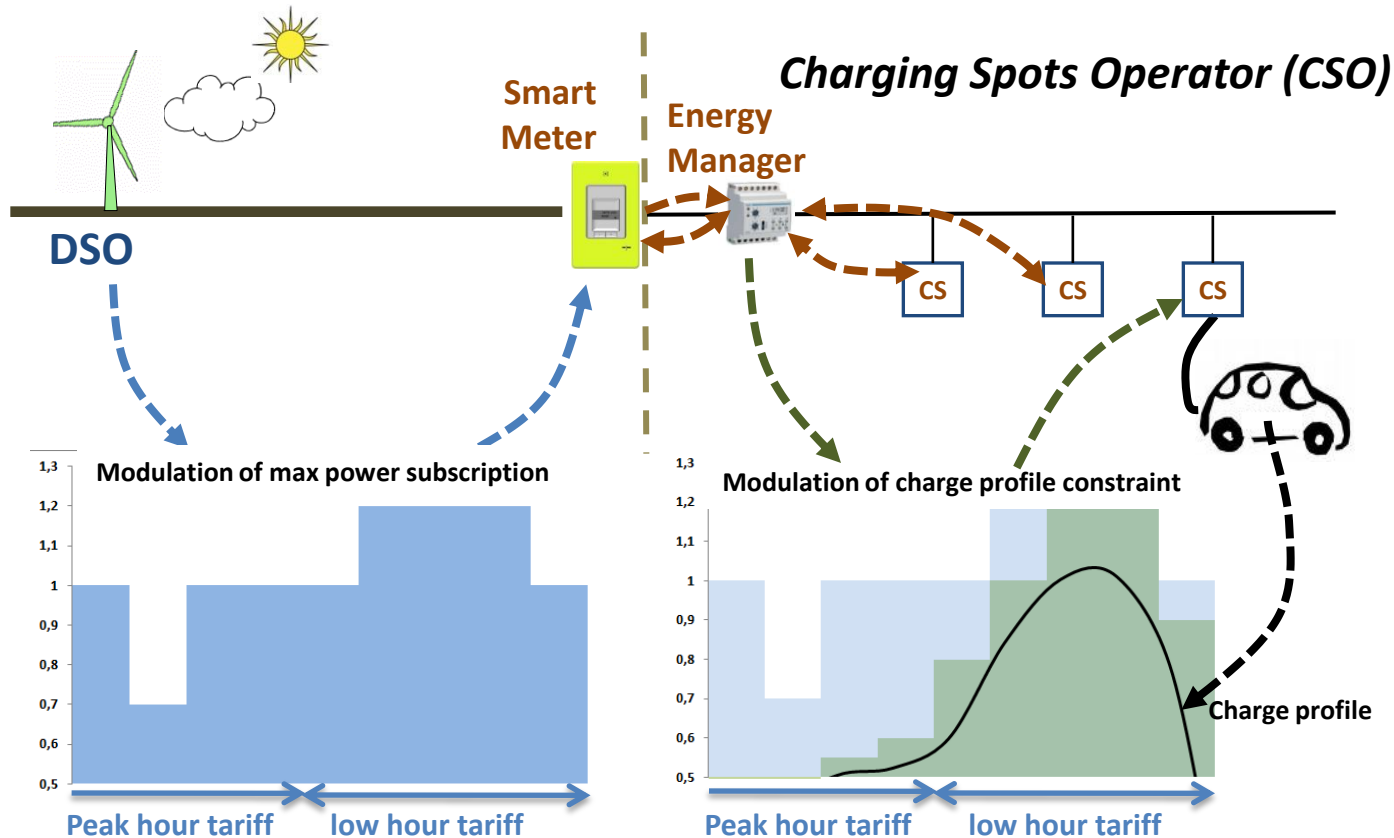 Charging Spots Operator (CSO)
Smart
Meter
Energy
Manager
DSO
CS
CS
CS
Modulation of max power subscription
1,3
1,2
1,1
1
0,9
0,8
0,7
0,6
0,5
Peak hour tariff
low hour tariff
Modulation of charge profile constraint
1,3
1,2
1,1
1
0,9
0,8
0,7
0,6
0,5
Charge profile
Peak hour tariff
low hour tariff